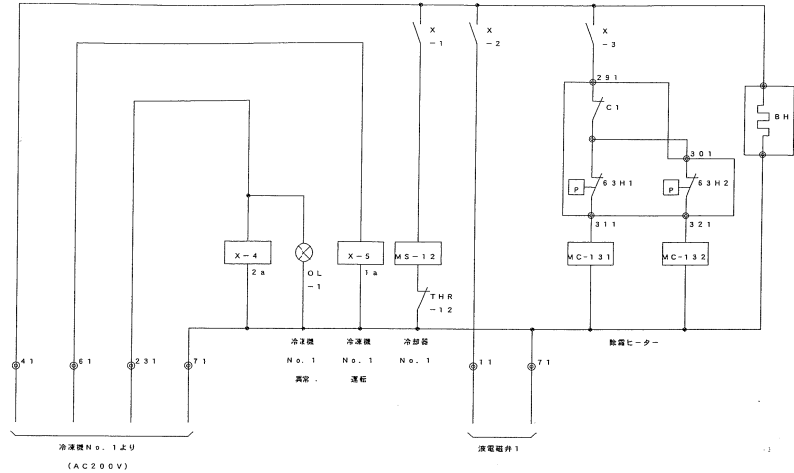 X
-1
X
-2
X
-3
291
C1
BH
301
P
63H1
P
63H2
311
321
X-4
2a
OL
-1
X-5
1a
MS-12
THR
-12
MC-131
MC-132
冷凍機
No. 1
異常.
冷凍機
No. 1
運転
冷却器
No. 1
除霜ヒーター
41
61
231
71
11
71
冷凍機No. 1より
(AC200V)
液電磁弁1